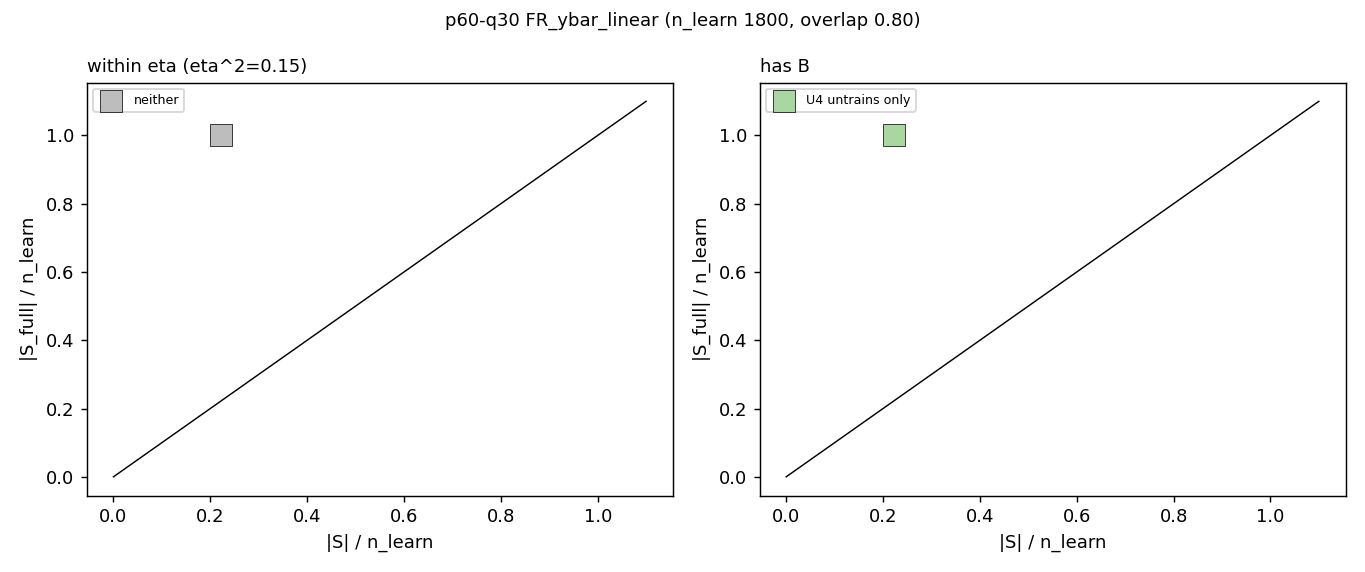 p60-q30 FR_ybar_linear (n_learn 1800, overlap 0.80)
within eta (eta^2=0.15)
neither
1.0
0.8
0.6
0.4
0.2
0.0
|S_full| / n_learn
0.0 0.2 0.4 0.6 0.8 1.0
|S| / n_learn
has B
U4 untrains only
1.0
0.8
0.6
0.4
0.2
0.0
|S_full| / n_learn
0.0 0.2 0.4 0.6 0.8 1.0
|S| / n_learn